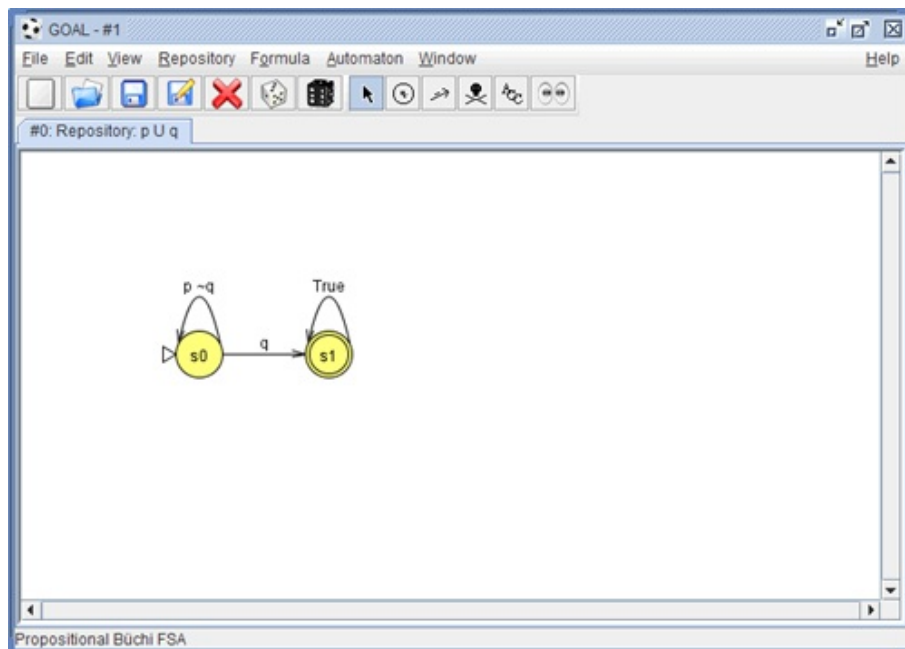 GOAL - #1
File Edit View Repository Formula Automaton Window Help
#0: Repository: p U q
p ~q True
q
s0 s1
Propositional Büchi FSA